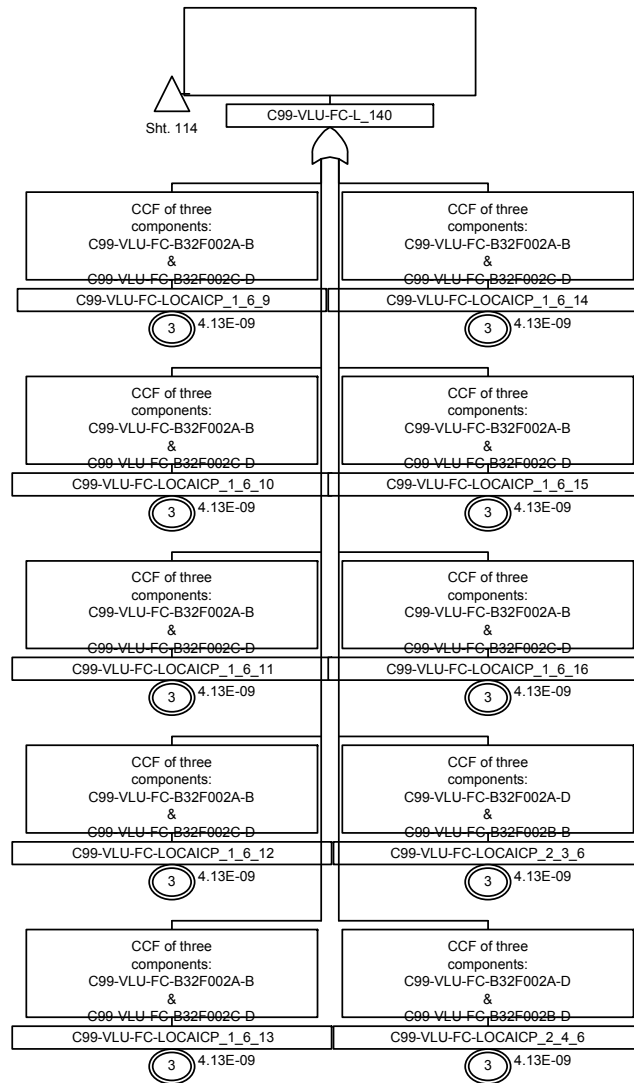 C99-VLU-FC-L_140
Sht. 114
CCF of three
components:
C99-VLU-FC-B32F002A-B
&
C99-VLU-FC-B32F002C-D
C99-VLU-FC-LOCAICP_1_6_9
3
4.13E-09
CCF of three
components:
C99-VLU-FC-B32F002A-B
&
C99-VLU-FC-B32F002C-D
C99-VLU-FC-LOCAICP_1_6_14
3
4.13E-09
CCF of three
components:
C99-VLU-FC-B32F002A-B
&
C99-VLU-FC-B32F002C-D
C99-VLU-FC-LOCAICP_1_6_10
3
4.13E-09
CCF of three
components:
C99-VLU-FC-B32F002A-B
&
C99-VLU-FC-B32F002C-D
C99-VLU-FC-LOCAICP_1_6_15
3
4.13E-09
CCF of three
components:
C99-VLU-FC-B32F002A-B
&
C99-VLU-FC-B32F002C-D
C99-VLU-FC-LOCAICP_1_6_11
3
4.13E-09
CCF of three
components:
C99-VLU-FC-B32F002A-B
&
C99-VLU-FC-B32F002C-D
C99-VLU-FC-LOCAICP_1_6_16
3
4.13E-09
CCF of three
components:
C99-VLU-FC-B32F002A-B
&
C99-VLU-FC-B32F002C-D
C99-VLU-FC-LOCAICP_1_6_12
3
4.13E-09
CCF of three
components:
C99-VLU-FC-B32F002A-D
&
C99-VLU-FC-B32F002B-B
C99-VLU-FC-LOCAICP_2_3_6
3
4.13E-09
CCF of three
components:
C99-VLU-FC-B32F002A-B
&
C99-VLU-FC-B32F002C-D
C99-VLU-FC-LOCAICP_1_6_13
3
4.13E-09
CCF of three
components:
C99-VLU-FC-B32F002A-D
&
C99-VLU-FC-B32F002B-D
C99-VLU-FC-LOCAICP_2_4_6
3
4.13E-09